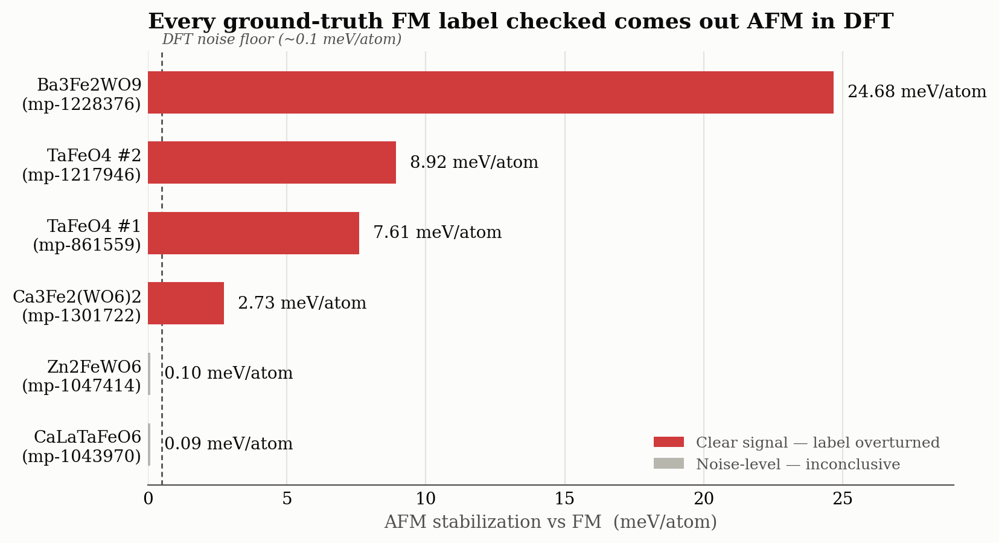 Every ground-truth FM label checked comes out AFM in DFT
DFT noise floor (~0.1 meV/atom)
Ba3Fe2WO9
(mp-1228376)
24.68 meV/atom
TaFeO4 #2
(mp-1217946)
8.92 meV/atom
TaFeO4 #1
(mp-861559)
7.61 meV/atom
Ca3Fe2(WO6)2
(mp-1301722)
2.73 meV/atom
Zn2FeWO6
(mp-1047414)
0.10 meV/atom
CaLaTaFeO6
(mp-1043970)
0.09 meV/atom
Clear signal — label overturned
Noise-level — inconclusive
0 5 10 15 20 25
AFM stabilization vs FM  (meV/atom)